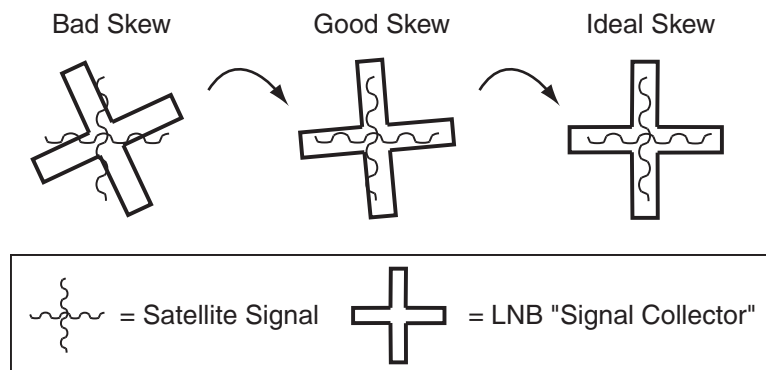 Bad Skew
Good Skew
Ideal Skew
= Satellite Signal
= LNB "Signal Collector"